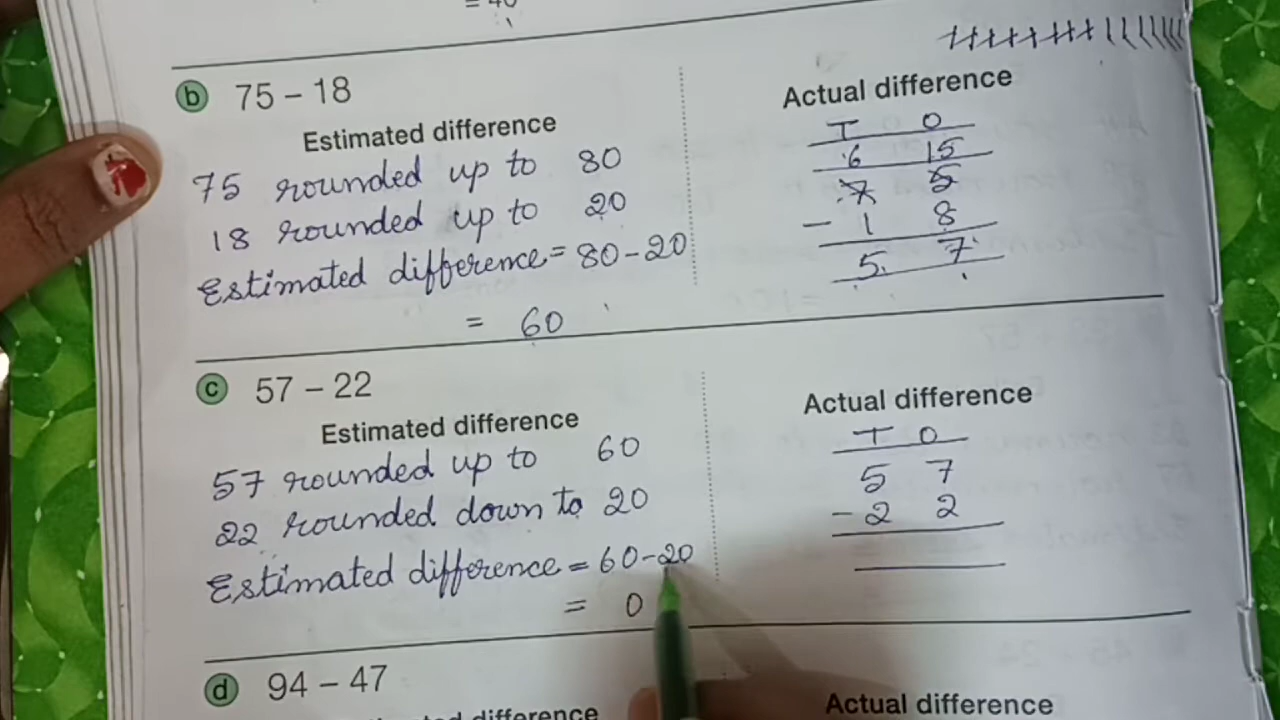 = 40
b 75 – 18
Estimated difference
75 rounded up to 80
18 rounded up to 20
Estimated difference = 80 - 20
= 60
Actual difference
T O
6 15
7 5
- 1 8
5 7
c 57 – 22
Estimated difference
57 rounded up to 60
22 rounded down to 20
Estimated difference = 60 - 20
= 0
Actual difference
T O
5 7
- 2 2
d 94 – 47
difference
Actual difference